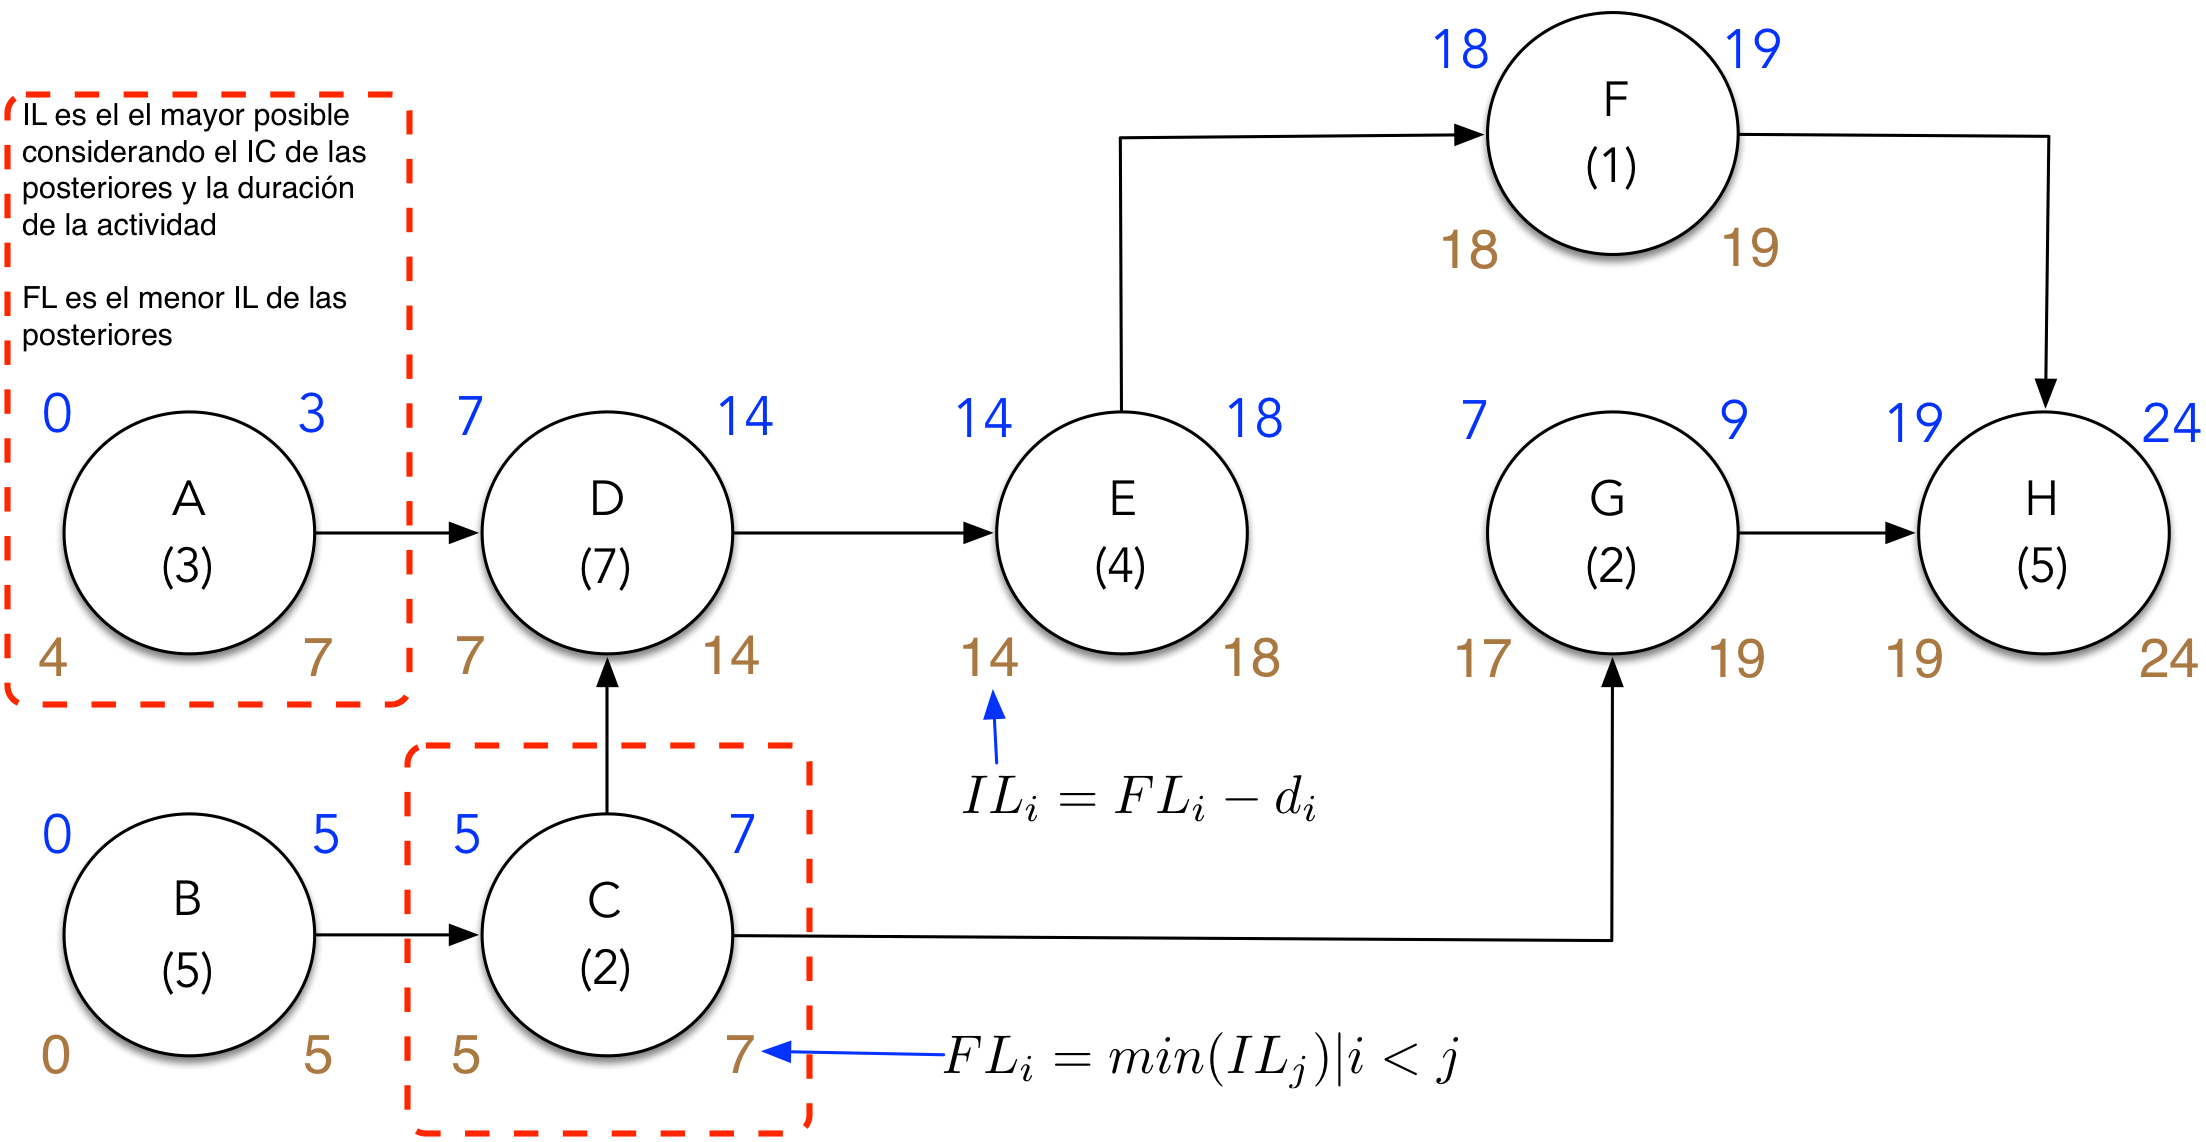 IL es el el mayor posible
considerando el IC de las
posteriores y la duración
de la actividad
FL es el menor IL de las
posteriores
18 19
F
(1)
18 19
0 3
A
(3)
4 7
7 14
D
(7)
7 14
14 18
E
(4)
14 18
7 9
G
(2)
17 19
19 24
H
(5)
19 24
IL_i = FL_i − d_i
0 5
B
(5)
0 5
5 7
C
(2)
5 7
FL_i = min(IL_j)|i < j